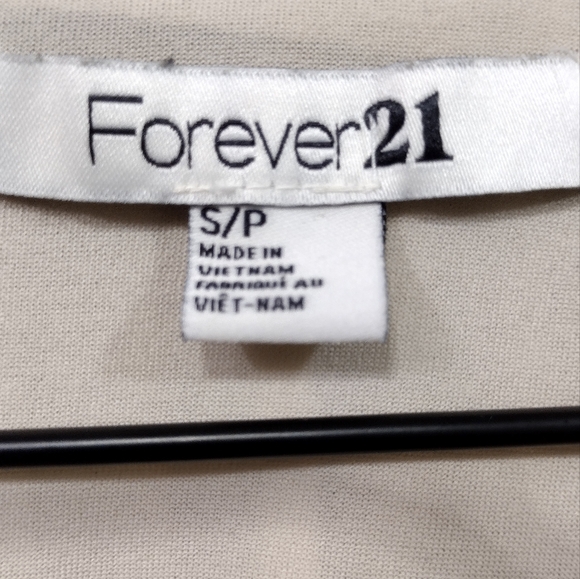 Forever21
S/P
MADE IN
VIETNAM
FABRIQUÉ AU
VIÊT-NAM